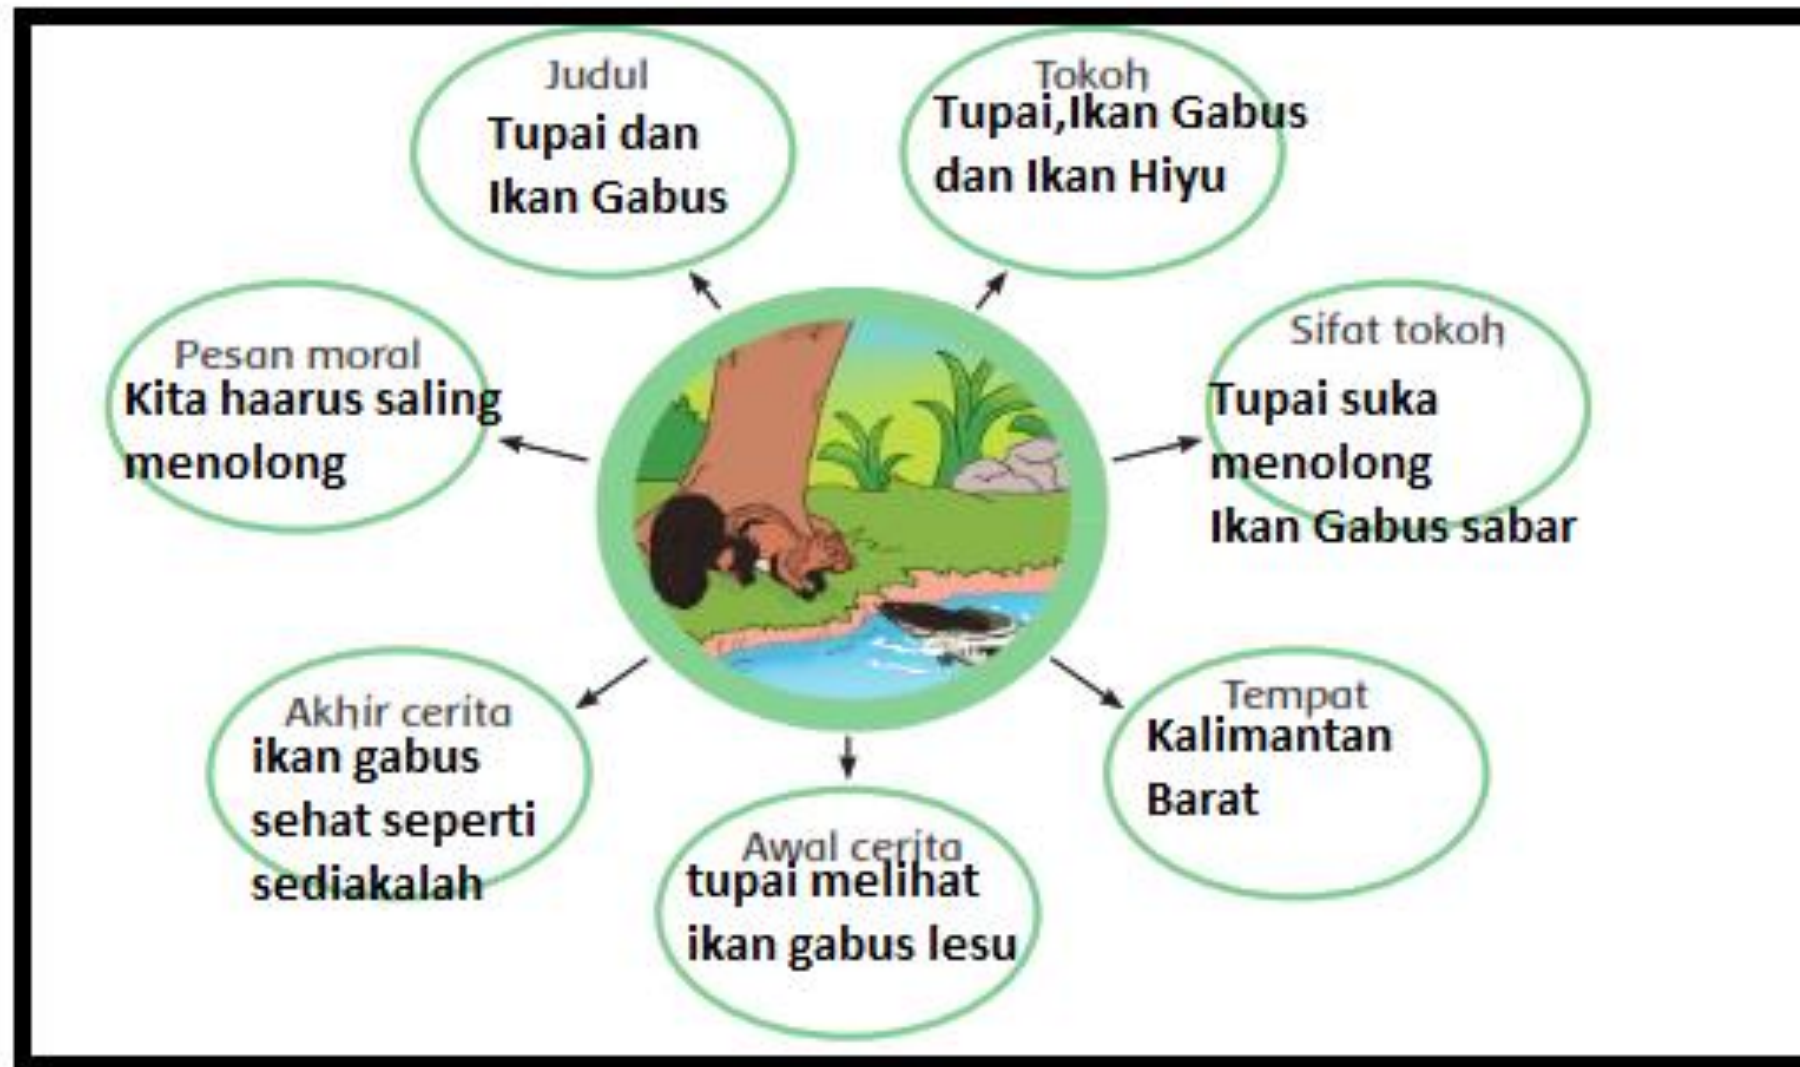 Judul
Tupai dan
Ikan Gabus
Tokoh
Tupai,Ikan Gabus
dan Ikan Hiyu
Pesan moral
Kita haarus saling
menolong
Sifat tokoh
Tupai suka
menolong
Ikan Gabus sabar
Akhir cerita
ikan gabus
sehat seperti
sediakalah
Awal cerita
tupai melihat
ikan gabus lesu
Tempat
Kalimantan
Barat